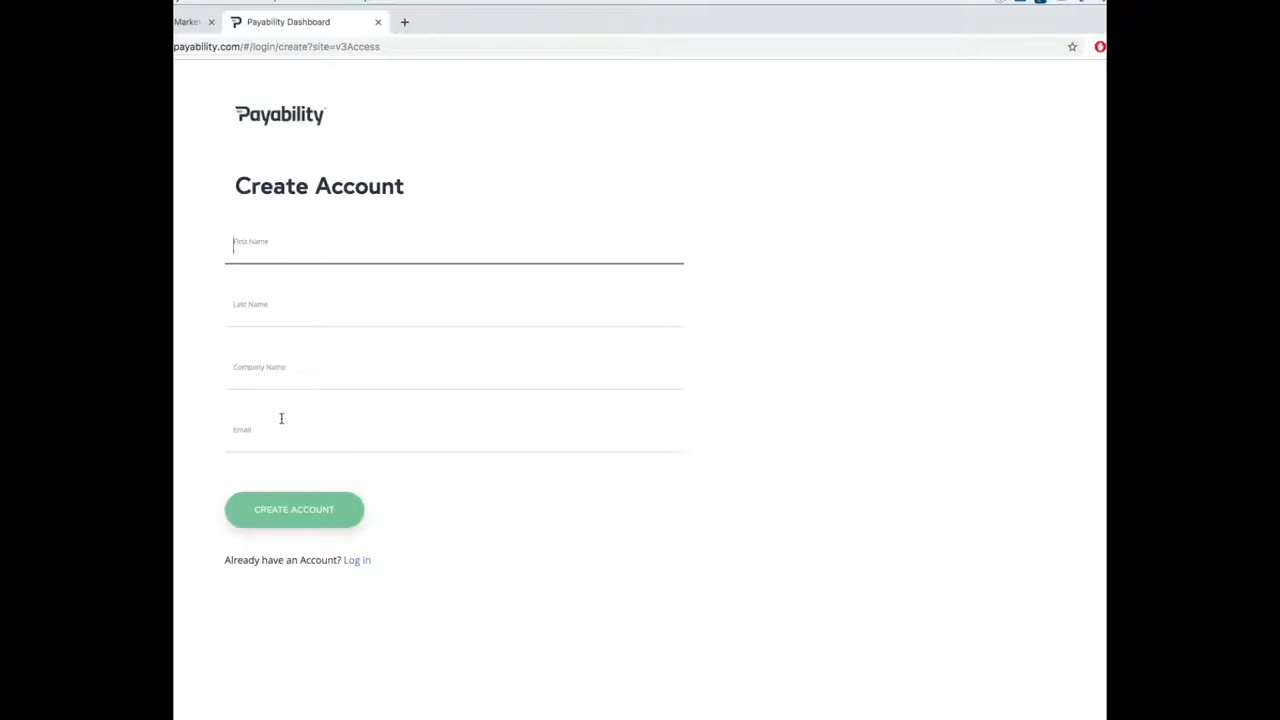 Marke
Payability Dashboard
payability.com/#/login/create?site=v3Access
Payability
Create Account
First Name
Last Name
Company Name
Email
CREATE ACCOUNT
Already have an Account? Log in